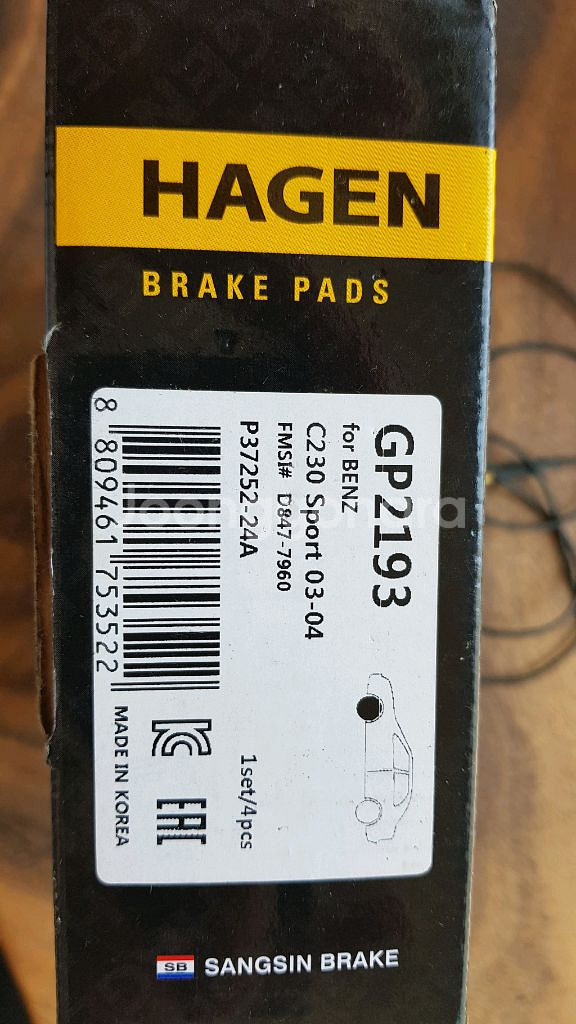 HAGEN
BRAKE PADS
GP2193
for BENZ
C230 Sport 03-04
FMSI# D847-7960
P37252-24A
1set/4pcs
8 809461 753522
MADE IN KOREA
EAC
SB SANGSIN BRAKE